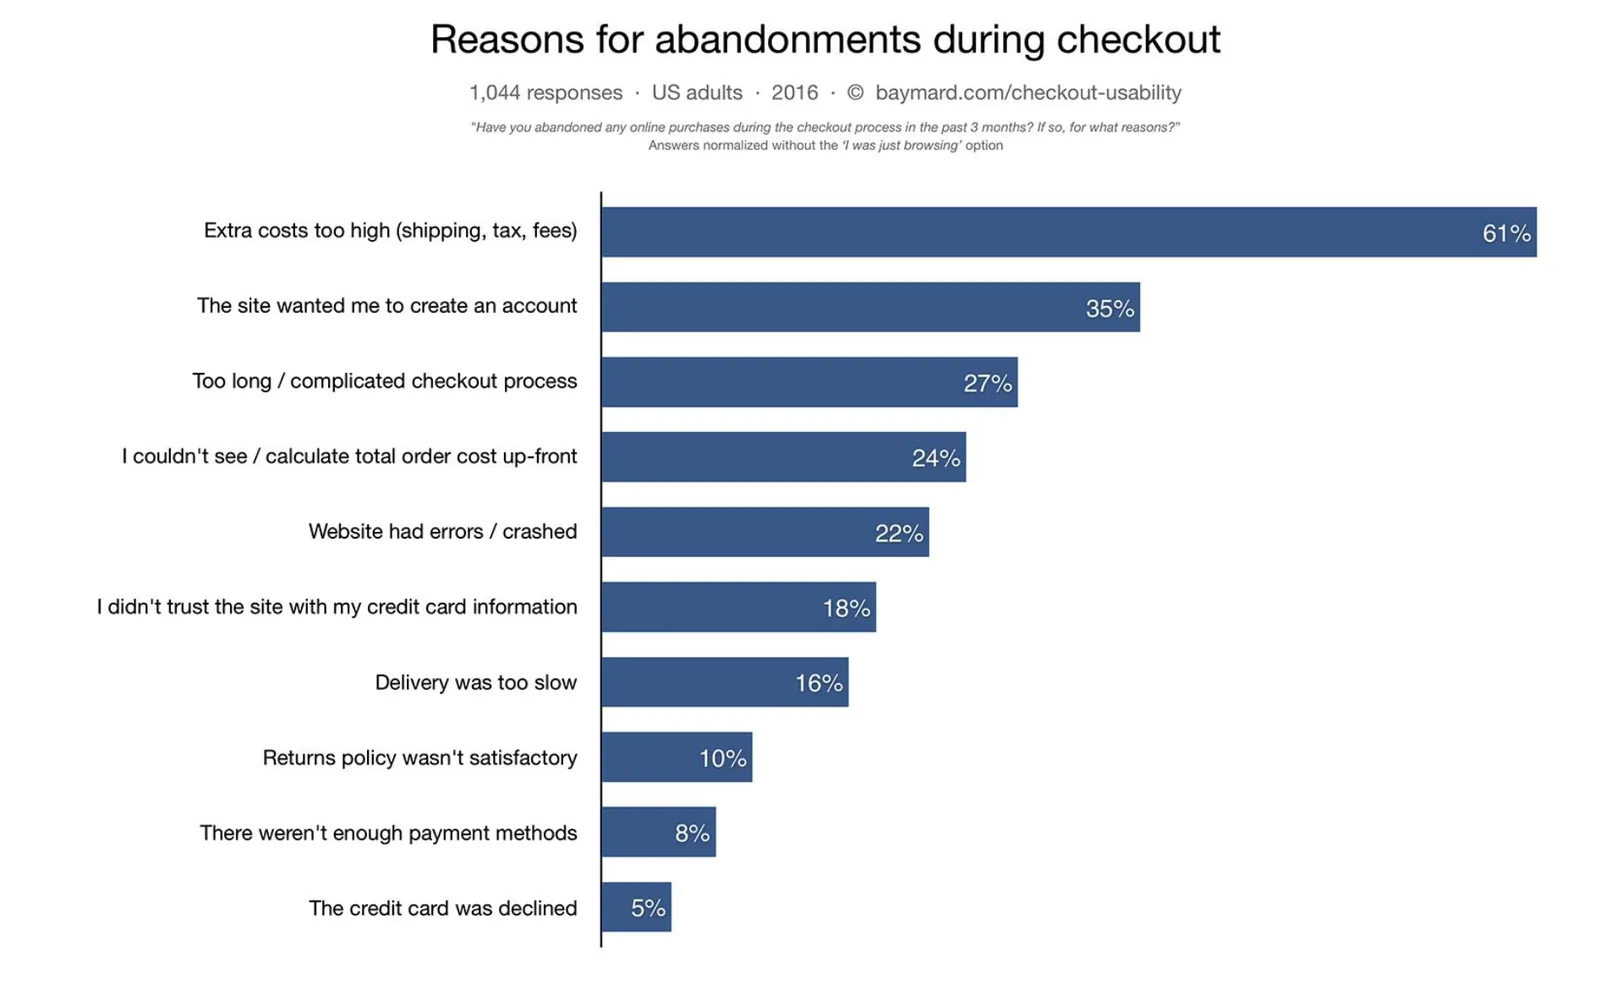 Reasons for abandonments during checkout
1,044 responses · US adults · 2016 · © baymard.com/checkout-usability
"Have you abandoned any online purchases during the checkout process in the past 3 months? If so, for what reasons?"
Answers normalized without the 'I was just browsing' option
Extra costs too high (shipping, tax, fees) 61%
The site wanted me to create an account 35%
Too long / complicated checkout process 27%
I couldn't see / calculate total order cost up-front 24%
Website had errors / crashed 22%
I didn't trust the site with my credit card information 18%
Delivery was too slow 16%
Returns policy wasn't satisfactory 10%
There weren't enough payment methods 8%
The credit card was declined 5%